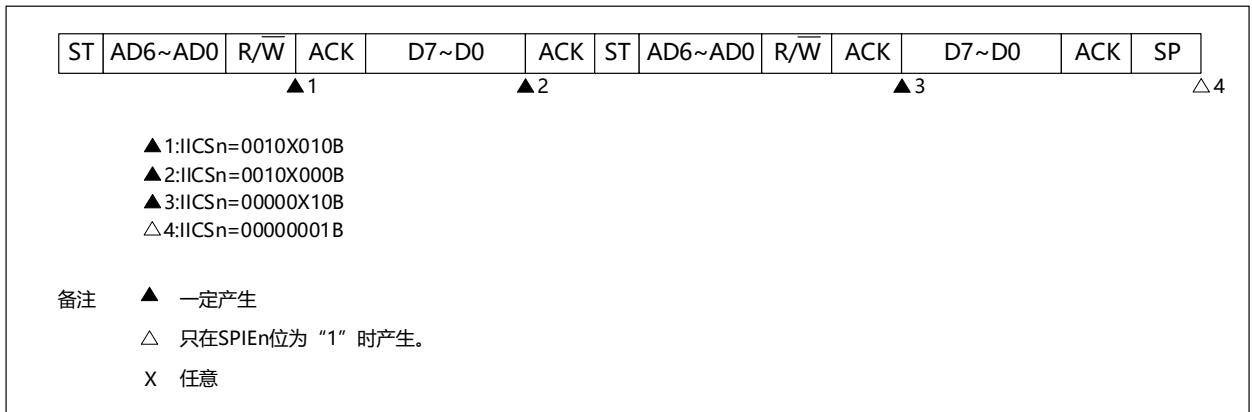 ST AD6~AD0 R/W̅ ACK D7~D0 ACK ST AD6~AD0 R/W̅ ACK D7~D0 ACK SP
▲1 ▲2 ▲3 △4
▲1:IICSn=0010X010B
▲2:IICSn=0010X000B
▲3:IICSn=00000X10B
△4:IICSn=00000001B
备注 ▲ 一定产生
△ 只在SPIEn位为“1”时产生。
X 任意